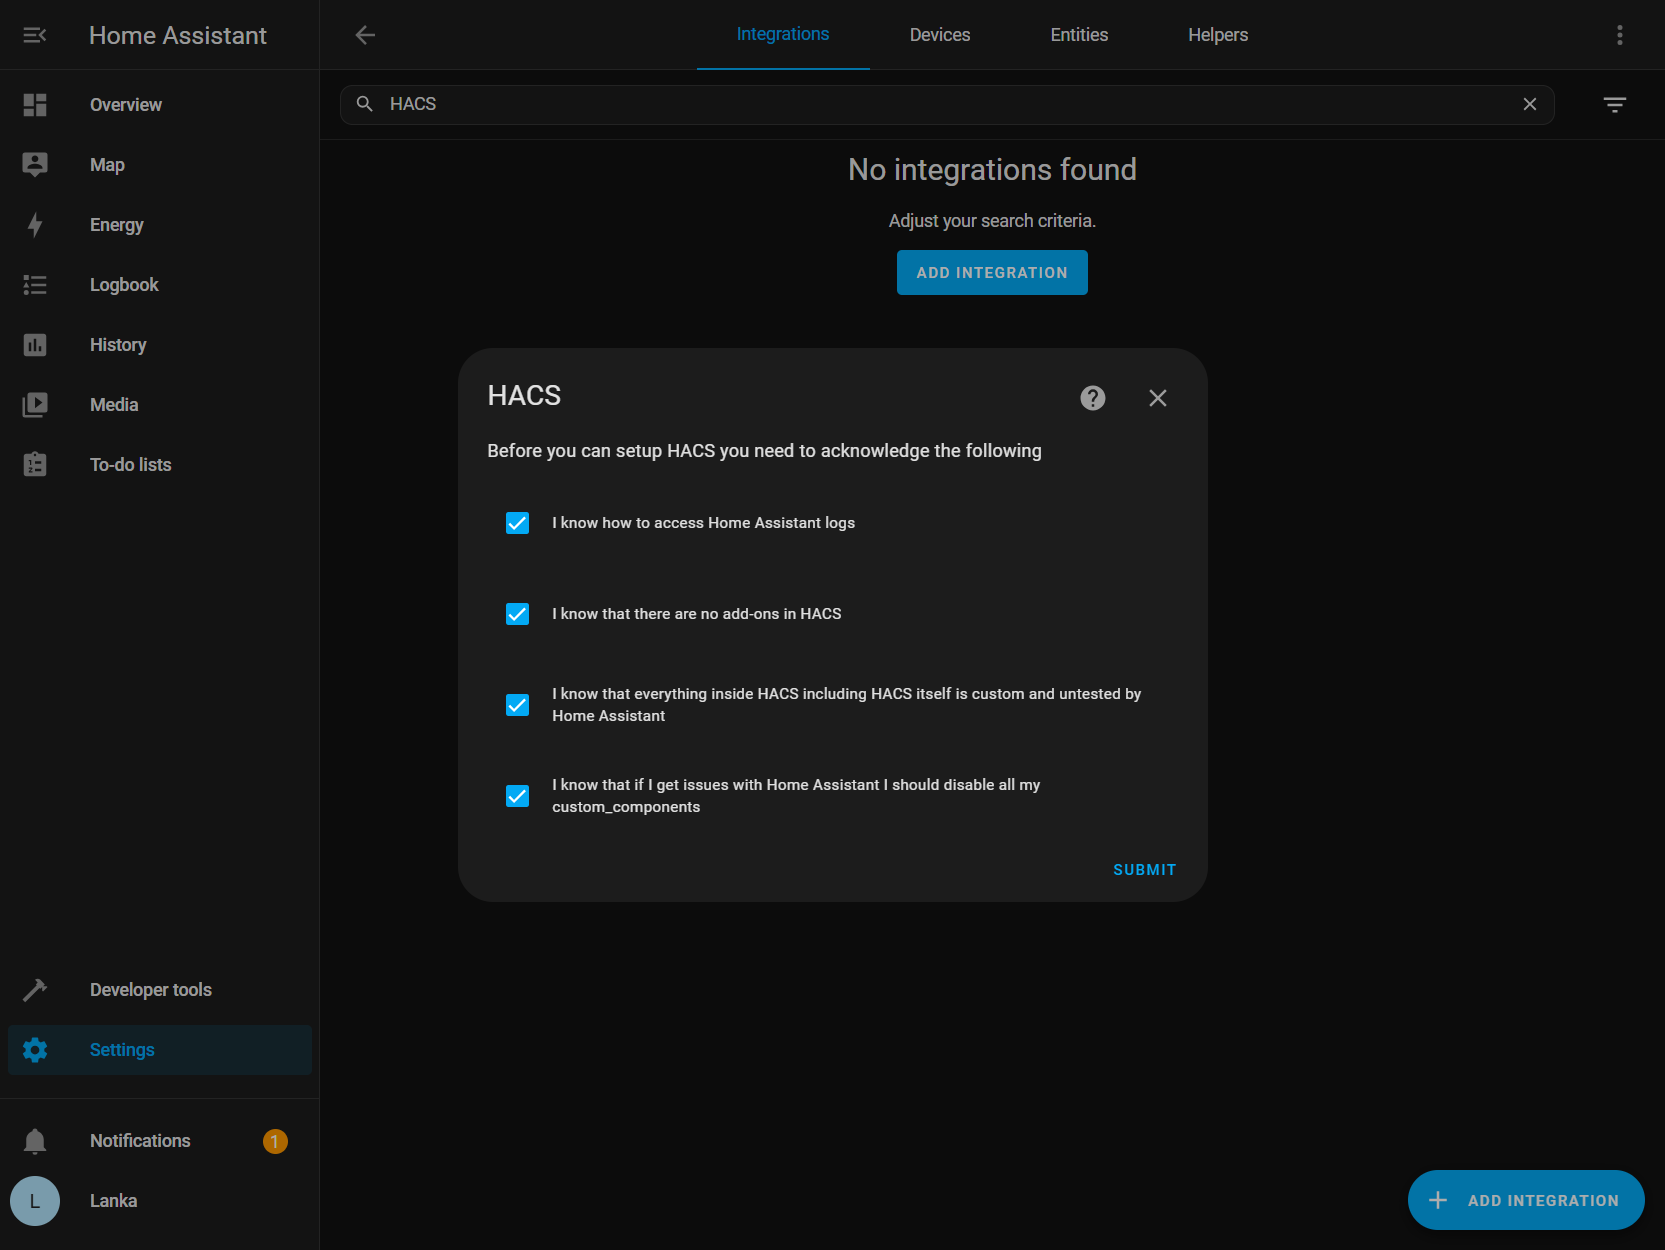 Home Assistant
Integrations
Devices
Entities
Helpers
HACS
Overview
Map
Energy
Logbook
History
Media
To-do lists
No integrations found
Adjust your search criteria.
ADD INTEGRATION
HACS
Before you can setup HACS you need to acknowledge the following
I know how to access Home Assistant logs
I know that there are no add-ons in HACS
I know that everything inside HACS including HACS itself is custom and untested by
Home Assistant
I know that if I get issues with Home Assistant I should disable all my
custom_components
SUBMIT
Developer tools
Settings
Notifications
1
L
Lanka
ADD INTEGRATION